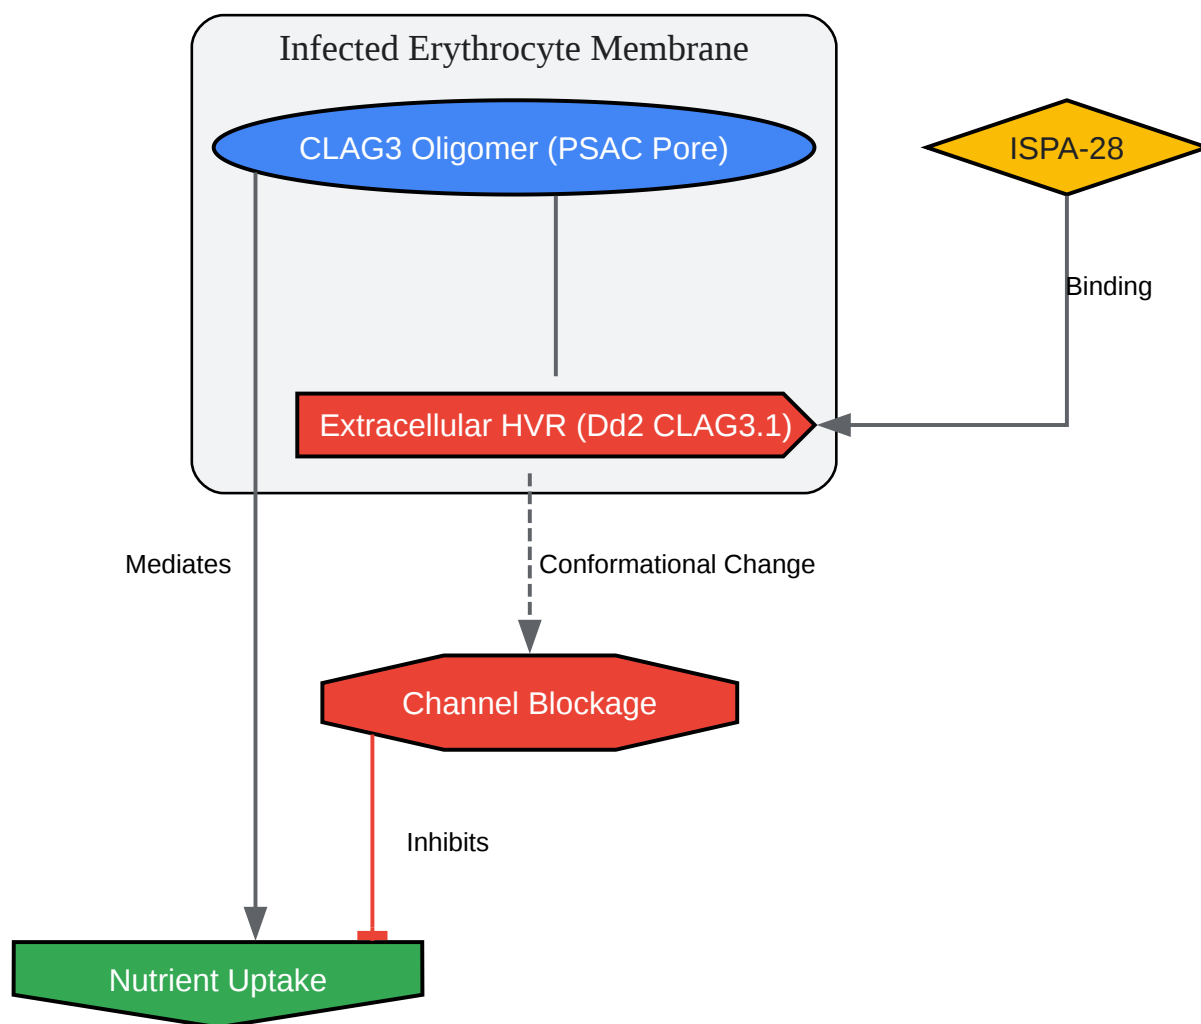 Infected Erythrocyte Membrane
CLAG3 Oligomer (PSAC Pore)
ISPA-28
Binding
Extracellular HVR (Dd2 CLAG3.1)
Mediates
Conformational Change
Channel Blockage
Inhibits
Nutrient Uptake